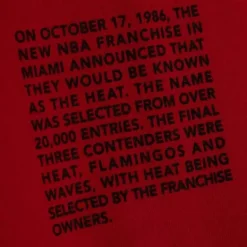 ON OCTOBER 17, 1986, THE
NEW NBA FRANCHISE IN
MIAMI ANNOUNCED THAT
THEY WOULD BE KNOWN
AS THE HEAT. THE NAME
WAS SELECTED FROM OVER
20,000 ENTRIES, THE FINAL
THREE CONTENDERS WERE
HEAT, FLAMINGOS AND
WAVES, WITH HEAT BEING
SELECTED BY THE FRANCHISE
OWNERS.